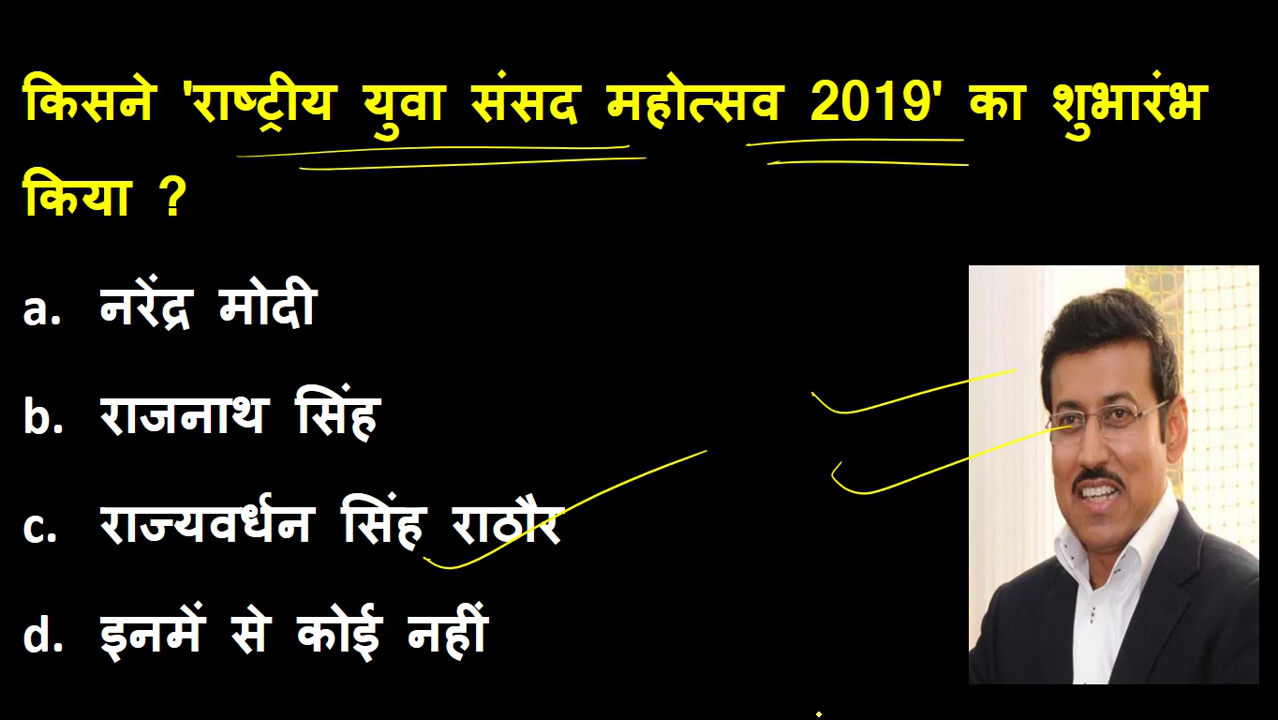 किसने 'राष्ट्रीय युवा संसद महोत्सव 2019' का शुभारंभ
किया ?
a. नरेंद्र मोदी
b. राजनाथ सिंह
c. राज्यवर्धन सिंह राठौर
d. इनमें से कोई नहीं